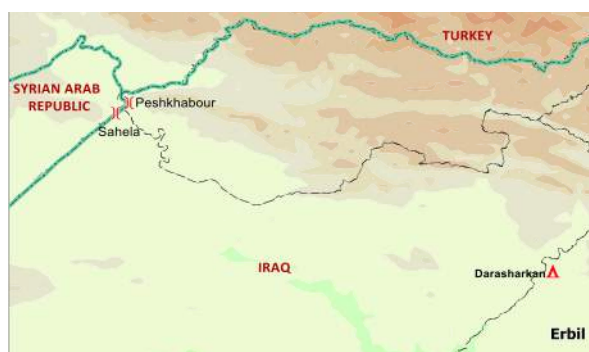 TURKEY
SYRIAN ARAB
REPUBLIC
Peshkhabour
Sahela
IRAQ
Darasharkan
Erbil